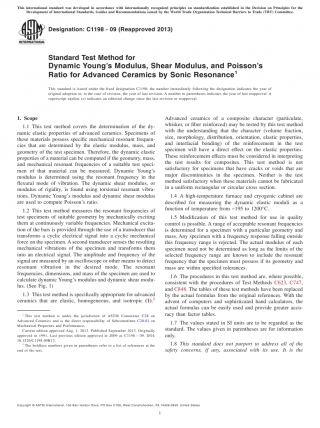 This international standard was developed in accordance with internationally recognized principles on standardization established in the Decision on Principles for the
Development of International Standards, Guides and Recommendations issued by the World Trade Organization Technical Barriers to Trade (TBT) Committee.
Designation: C1198 − 09 (Reapproved 2013)
Standard Test Method for
Dynamic Young's Modulus, Shear Modulus, and Poisson's
Ratio for Advanced Ceramics by Sonic Resonance1
This standard is issued under the fixed designation C1198; the number immediately following the designation indicates the year of
original adoption or, in the case of revision, the year of last revision. A number in parentheses indicates the year of last reapproval. A
superscript epsilon (ε) indicates an editorial change since the last revision or reapproval.
1. Scope
1.1 This test method covers the determination of the dy-
namic elastic properties of advanced ceramics. Specimens of
these materials possess specific mechanical resonant frequen-
cies that are determined by the elastic modulus, mass, and
geometry of the test specimen. Therefore, the dynamic elastic
properties of a material can be computed if the geometry, mass,
and mechanical resonant frequencies of a suitable test speci-
men of that material can be measured. Dynamic Young's
modulus is determined using the resonant frequency in the
flexural mode of vibration. The dynamic shear modulus, or
modulus of rigidity, is found using torsional resonant vibra-
tions. Dynamic Young's modulus and dynamic shear modulus
are used to compute Poisson's ratio.
1.2 This test method measures the resonant frequencies of
test specimens of suitable geometry by mechanically exciting
them at continuously variable frequencies. Mechanical excita-
tion of the bars is provided through the use of a transducer that
transforms a cyclic electrical signal into a cyclic mechanical
force on the specimen. A second transducer senses the resulting
mechanical vibrations of the specimen and transforms them
into an electrical signal. The amplitude and frequency of the
signal are measured by an oscilloscope or other means to detect
resonant vibration in the desired mode. The resonant
frequencies, dimensions, and mass of the specimen are used to
calculate dynamic Young's modulus and dynamic shear modu-
lus. (See Fig. 1)
1.3 This test method is specifically appropriate for advanced
ceramics that are elastic, homogeneous, and isotropic (1).2
1 This test method is under the jurisdiction of ASTM Committee C28 on
Advanced Ceramics and is the direct responsibility of Subcommittee C28.01 on
Mechanical Properties and Performance.
Current edition approved Aug. 1, 2013. Published September 2013. Originally
approved in 1991. Last previous edition approved in 2009 as C1198 – 09. DOI:
10.1520/C1198-09R13.
2 The boldface numbers given in parentheses refer to a list of references at the
end of the text.
Advanced ceramics of a composite character (particulate,
whisker, or fiber reinforced) may be tested by this test method
with the understanding that the character (volume fraction,
size, morphology, distribution, orientation, elastic properties,
and interfacial bonding) of the reinforcement in the test
specimen will have a direct effect on the elastic properties.
These reinforcement effects must be considered in interpreting
the test results for composites. This test method is not
satisfactory for specimens that have cracks or voids that are
major discontinuities in the specimen. Neither is the test
method satisfactory when these materials cannot be fabricated
in a uniform rectangular or circular cross section.
1.4 A high-temperature furnace and cryogenic cabinet are
described for measuring the dynamic elastic moduli as a
function of temperature from −195 to 1200°C.
1.5 Modification of this test method for use in quality
control is possible. A range of acceptable resonant frequencies
is determined for a specimen with a particular geometry and
mass. Any specimen with a frequency response falling outside
this frequency range is rejected. The actual modulus of each
specimen need not be determined as long as the limits of the
selected frequency range are known to include the resonant
frequency that the specimen must possess if its geometry and
mass are within specified tolerances.
1.6 The procedures in this test method are, where possible,
consistent with the procedures of Test Methods C623, C747,
and C848. The tables of these test methods have been replaced
by the actual formulas from the original references. With the
advent of computers and sophisticated hand calculators, the
actual formulas can be easily used and provide greater accu-
racy than factor tables.
1.7 The values stated in SI units are to be regarded as the
standard. The values given in parentheses are for information
only.
1.8 This standard does not purport to address all of the
safety concerns, if any, associated with its use. It is the
Copyright © ASTM International, 100 Barr Harbor Drive, PO Box C700, West Conshohocken, PA 19428-2959. United States
1